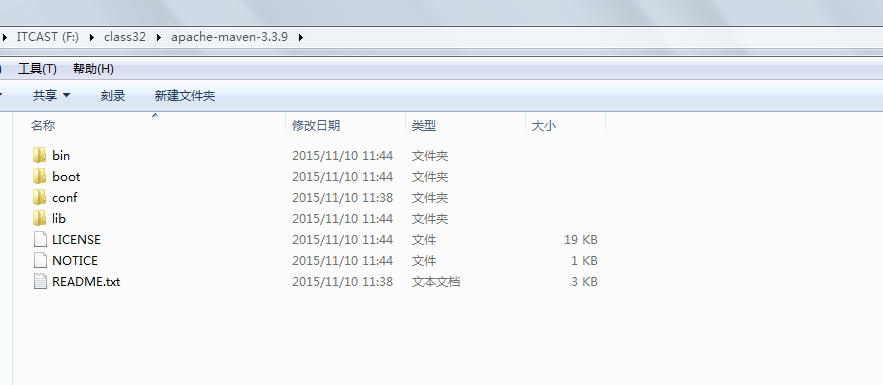 ITCAST (F:) class32 apache-maven-3.3.9
) 工具(T) 帮助(H)
共享 刻录 新建文件夹
名称 修改日期 类型 大小
bin 2015/11/10 11:44 文件夹
boot 2015/11/10 11:44 文件夹
conf 2015/11/10 11:38 文件夹
lib 2015/11/10 11:44 文件夹
LICENSE 2015/11/10 11:44 文件 19 KB
NOTICE 2015/11/10 11:44 文件 1 KB
README.txt 2015/11/10 11:38 文本文档 3 KB